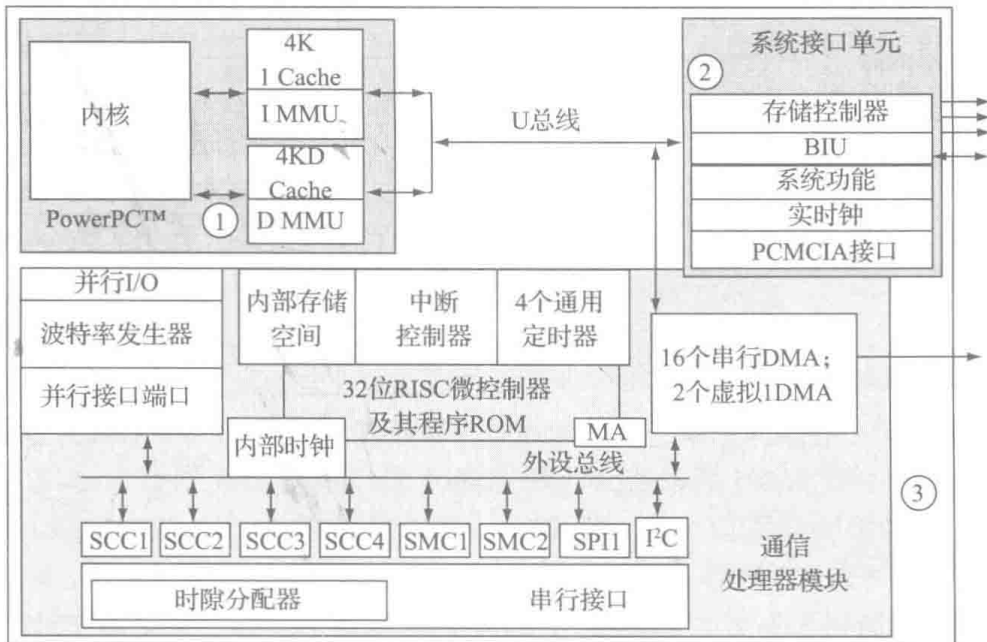 内核
PowerPC™
①
4K
1 Cache
I MMU
4KD
Cache
D MMU
U总线
系统接口单元
②
存储控制器
BIU
系统功能
实时钟
PCMCIA接口
并行I/O
波特率发生器
并行接口端口
内部存储
空间
中断
控制器
4个通用
定时器
32位RISC微控制器
及其程序ROM
内部时钟
MA
外设总线
16个串行DMA；
2个虚拟1DMA
③
SCC1
SCC2
SCC3
SCC4
SMC1
SMC2
SPI1
I²C
通信
处理器模块
时隙分配器
串行接口